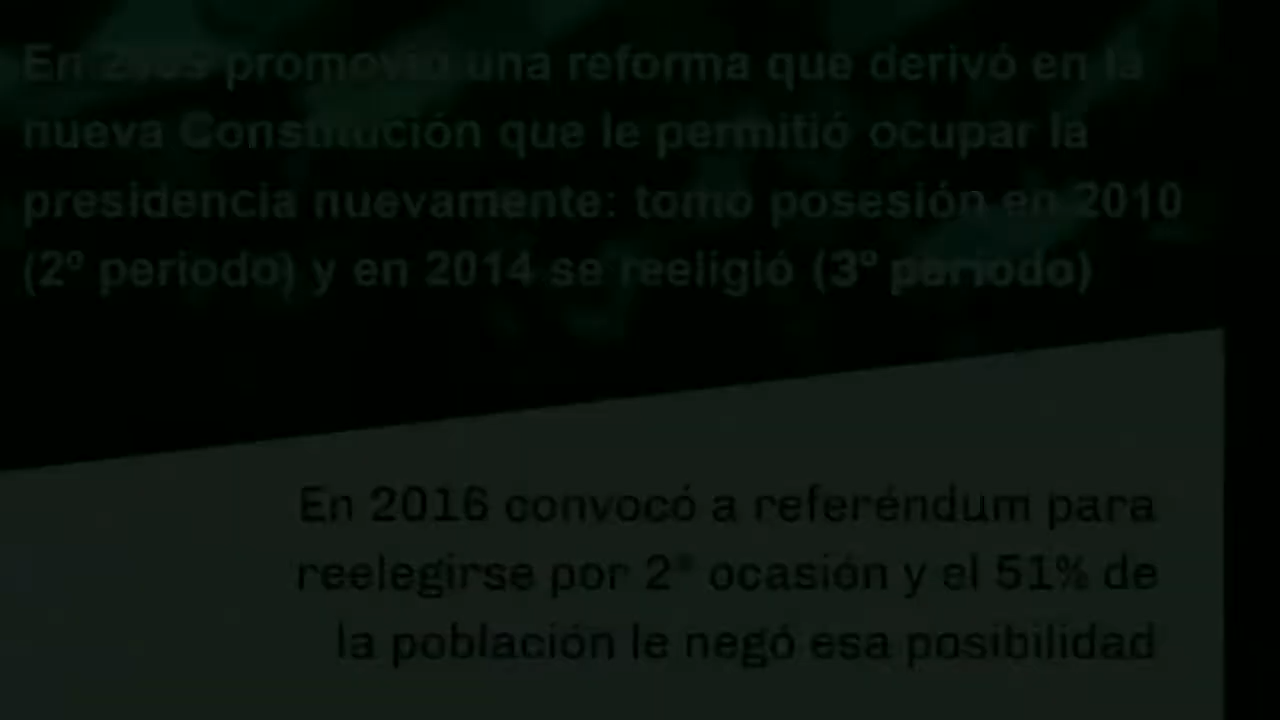 En 2009 promovió una reforma que derivó en la
nueva Constitución que le permitió ocupar la
presidencia nuevamente: tomó posesión en 2010
(2º periodo) y en 2014 se reeligió (3º periodo)
En 2016 convocó a referéndum para
reelegirse por 2ª ocasión y el 51% de
la población le negó esa posibilidad